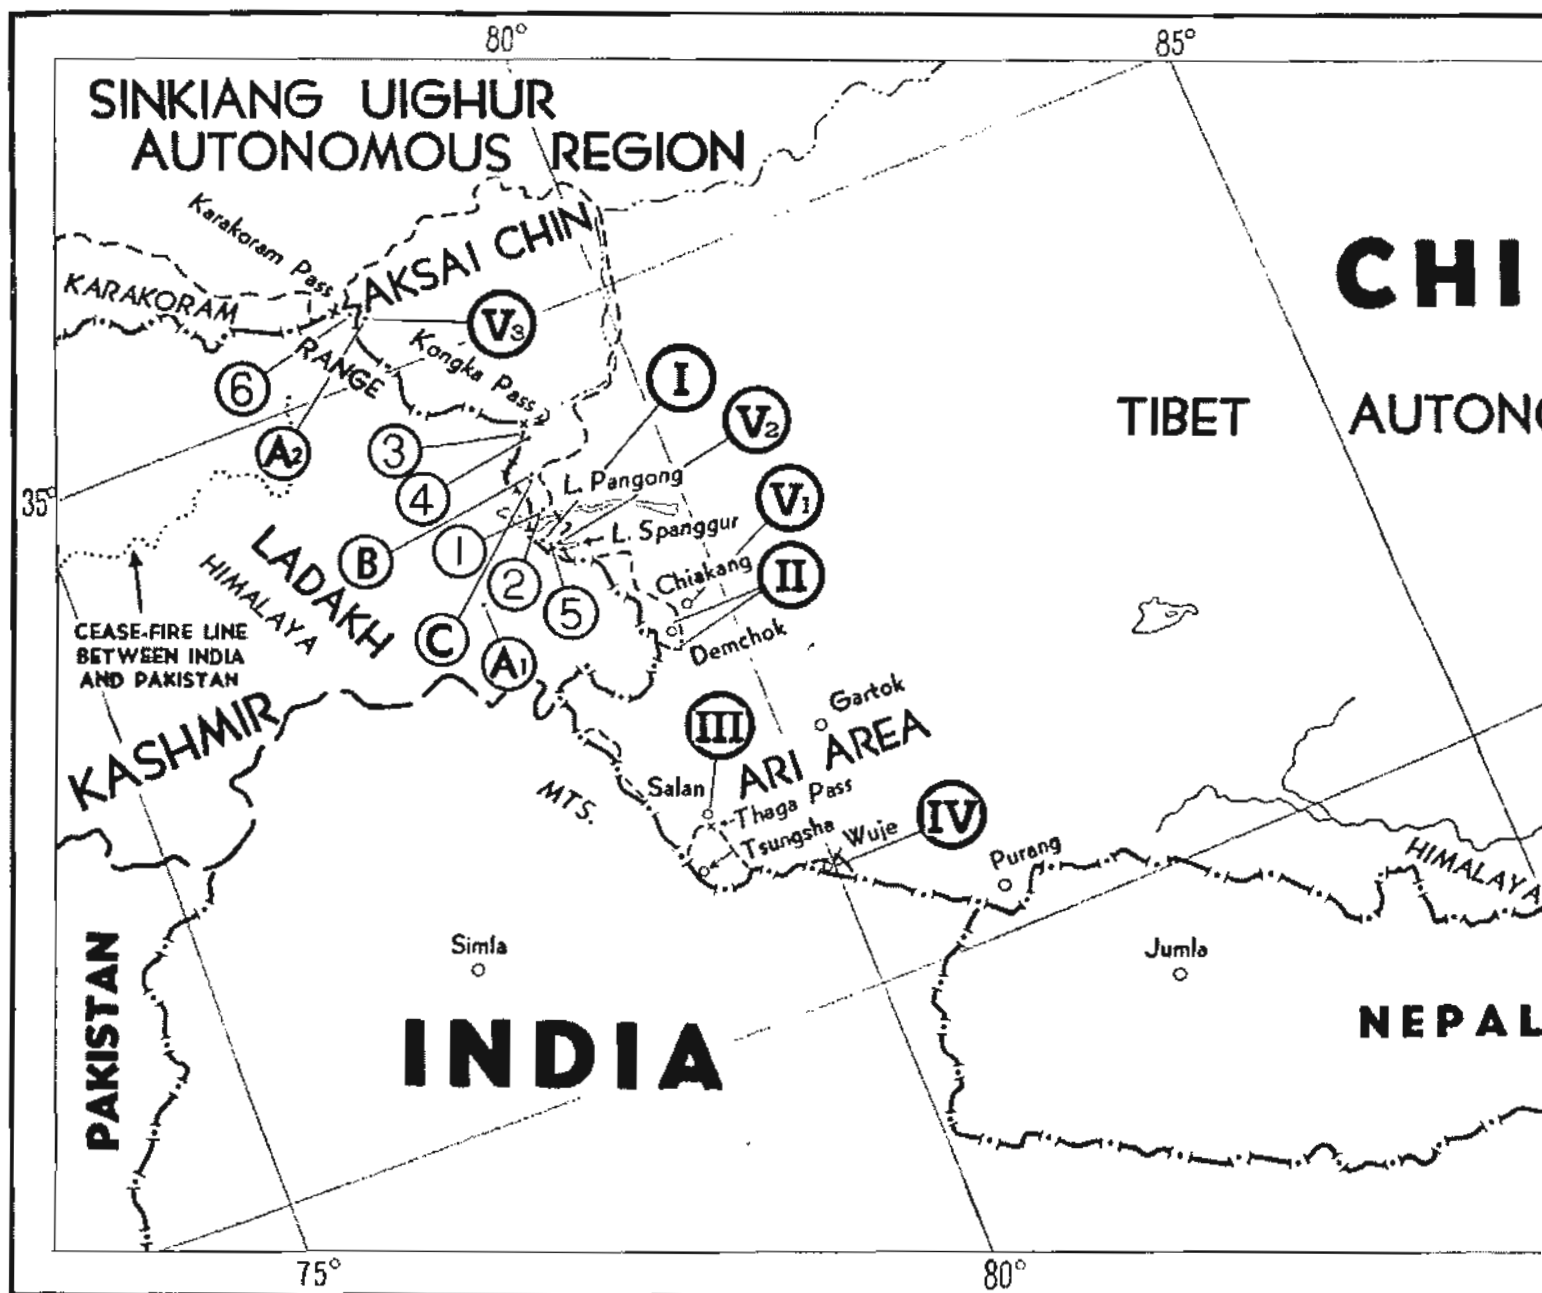 80°
85°
SINKIANG UIGHUR
AUTONOMOUS REGION
Karakoram Pass
AKSAI CHIN
CHI
KARAKORAM
RANGE
V3
Kongka Pass
I
6
TIBET AUTONO
V2
A2
3
L. Pangong
4
V1
35°
L. Spanggur
LADAKH
B
1
HIMALAYA
2
Chiakang
II
5
CEASE-FIRE LINE
BETWEEN INDIA
AND PAKISTAN
C
Demchok
A1
Gartok
KASHMIR
III
ARI AREA
MTS.
Salan
Thaga Pass
Tsungsha
Wuje
IV
Purang
HIMALAYA
PAKISTAN
Simla
Jumla
INDIA
NEPAL
75°
80°